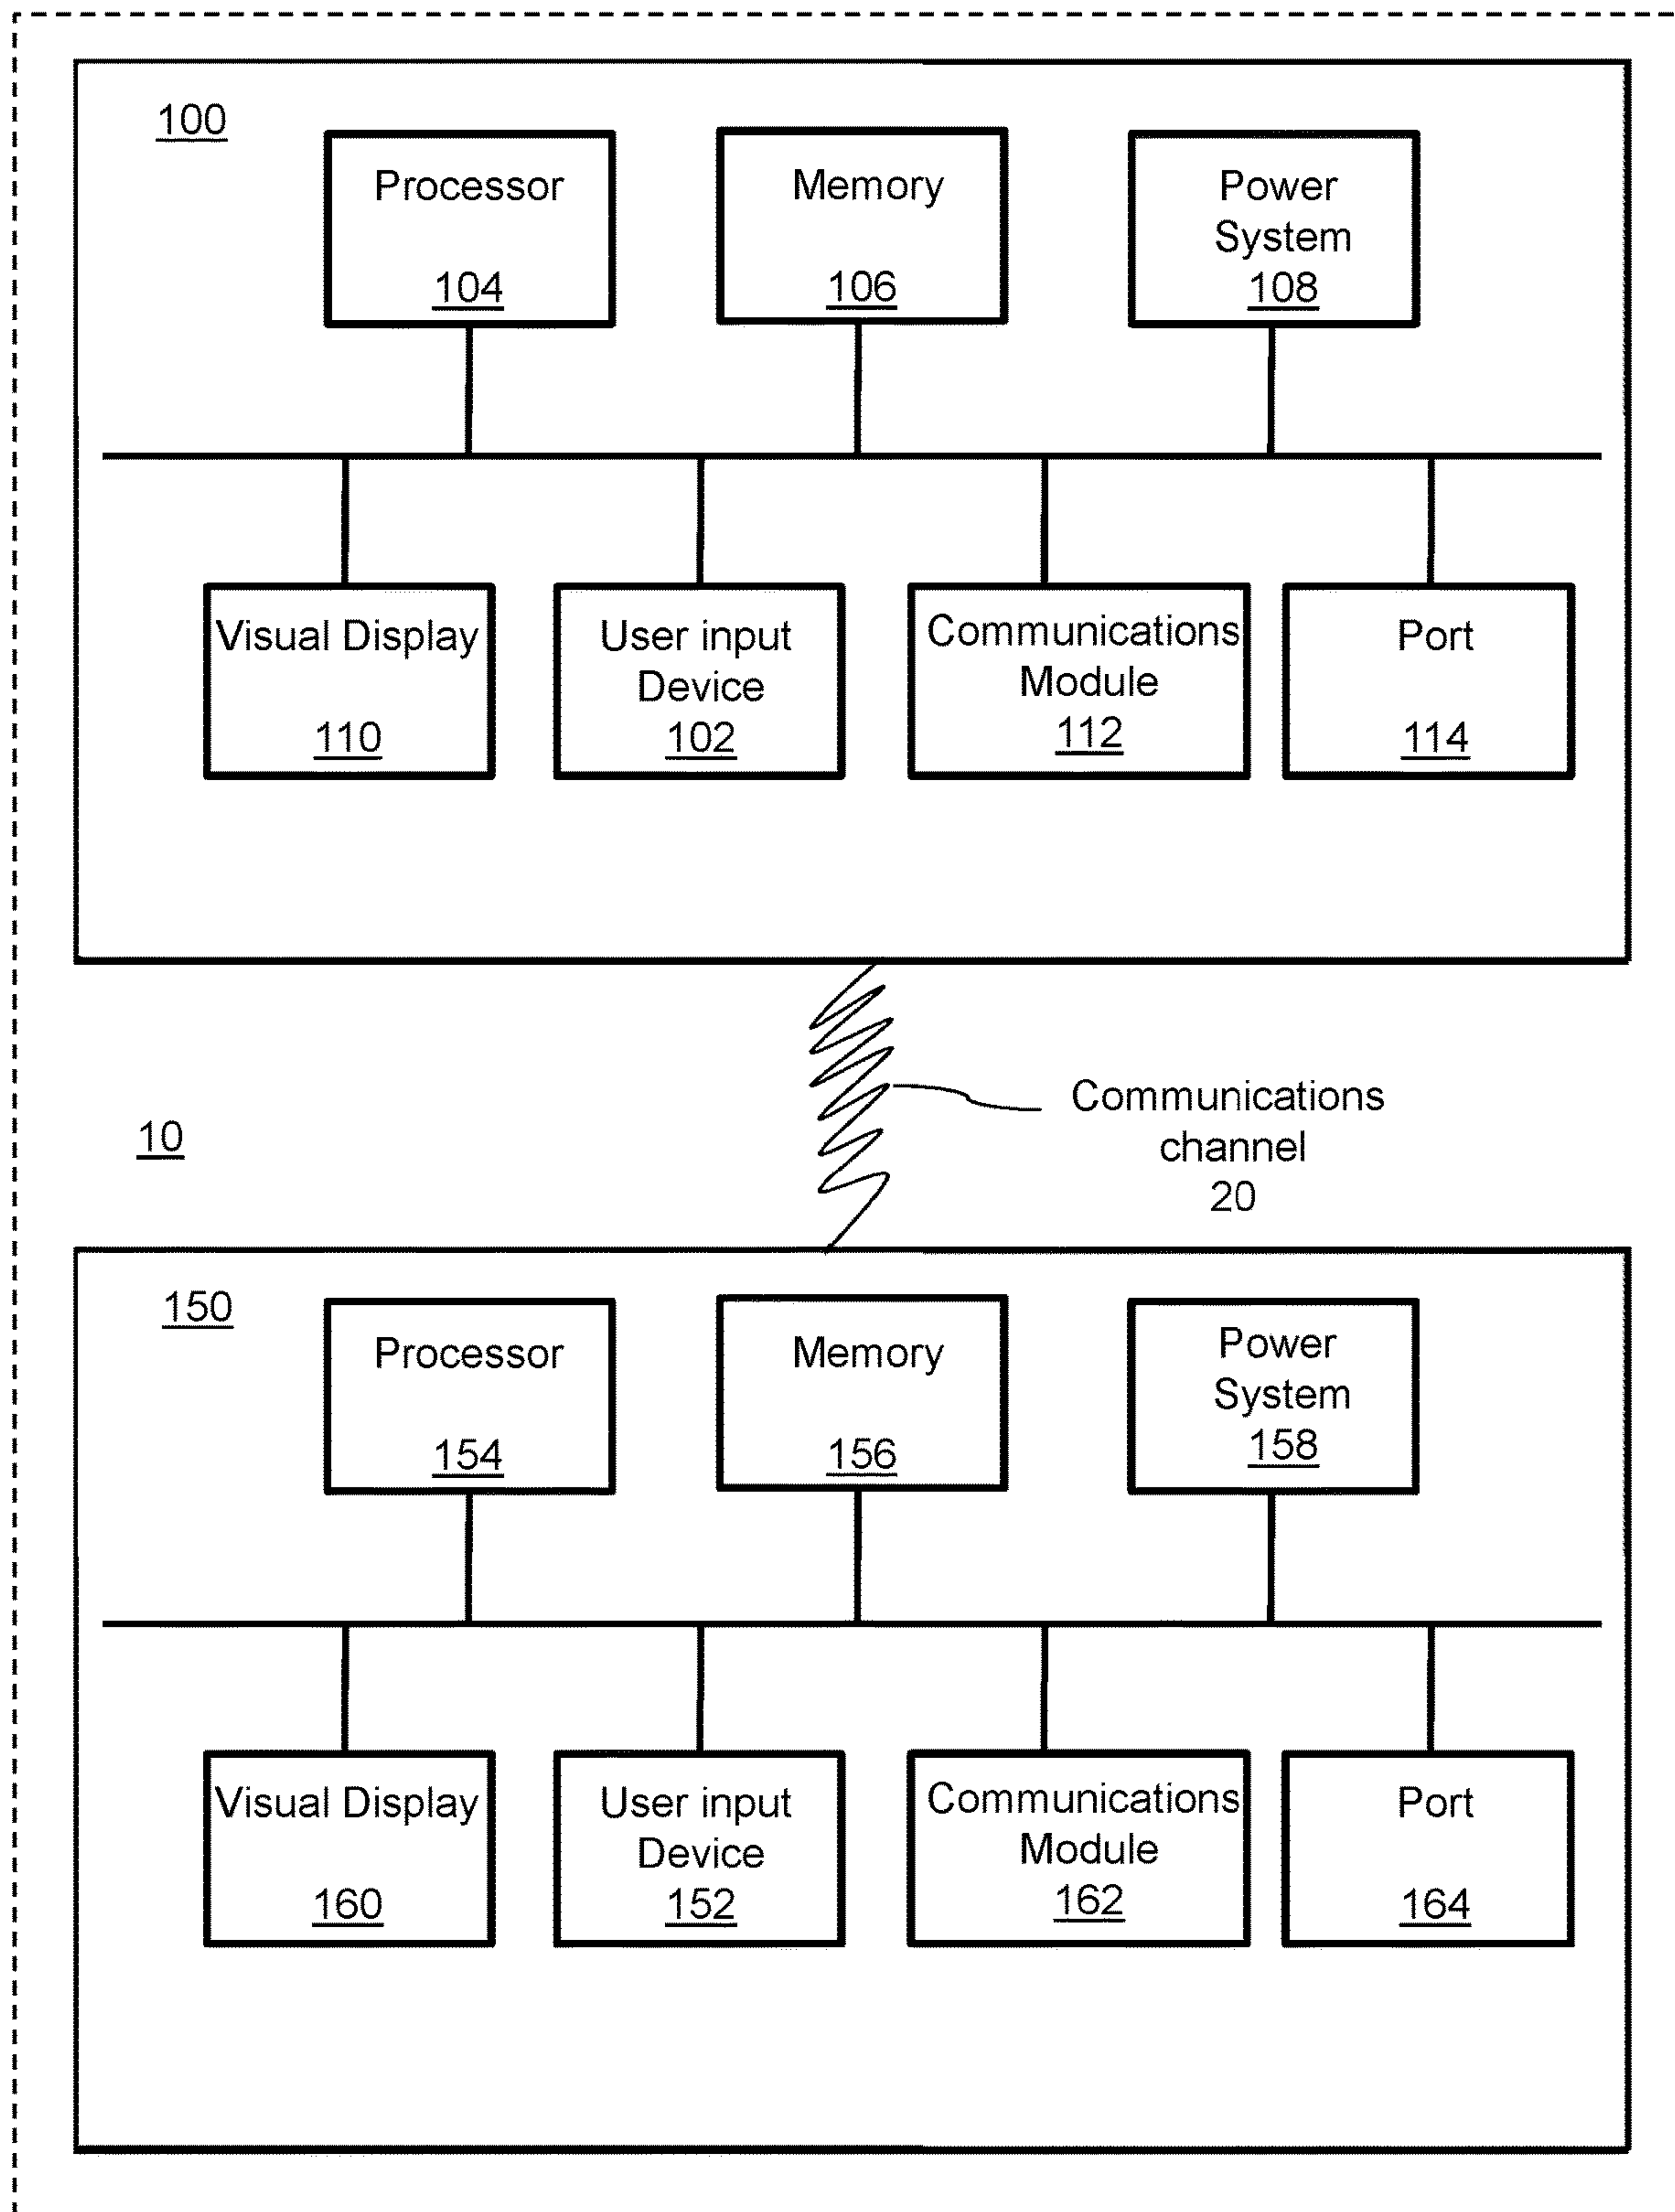 100
Processor
104
Memory
106
Power
System
108
Visual Display
110
User input
Device
102
Communications
Module
112
Port
114
10
Communications
channel
20
150
Processor
154
Memory
156
Power
System
158
Visual Display
160
User input
Device
152
Communications
Module
162
Port
164